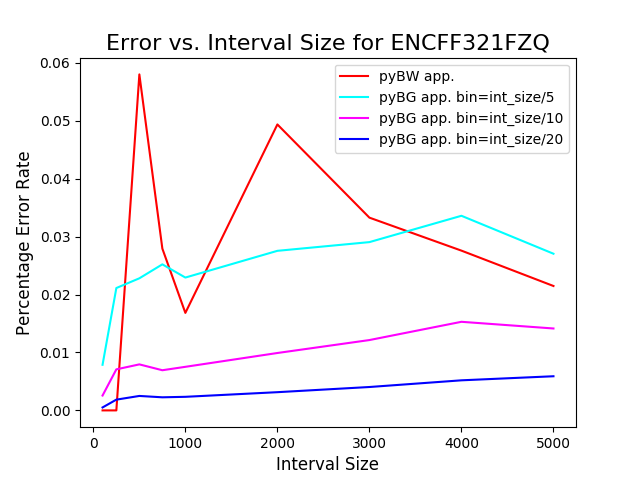 Error vs. Interval Size for ENCFF321FZQ
pyBW app.
pyBG app. bin=int_size/5
pyBG app. bin=int_size/10
pyBG app. bin=int_size/20
Percentage Error Rate
0.06
0.05
0.04
0.03
0.02
0.01
0.00
0 1000 2000 3000 4000 5000
Interval Size